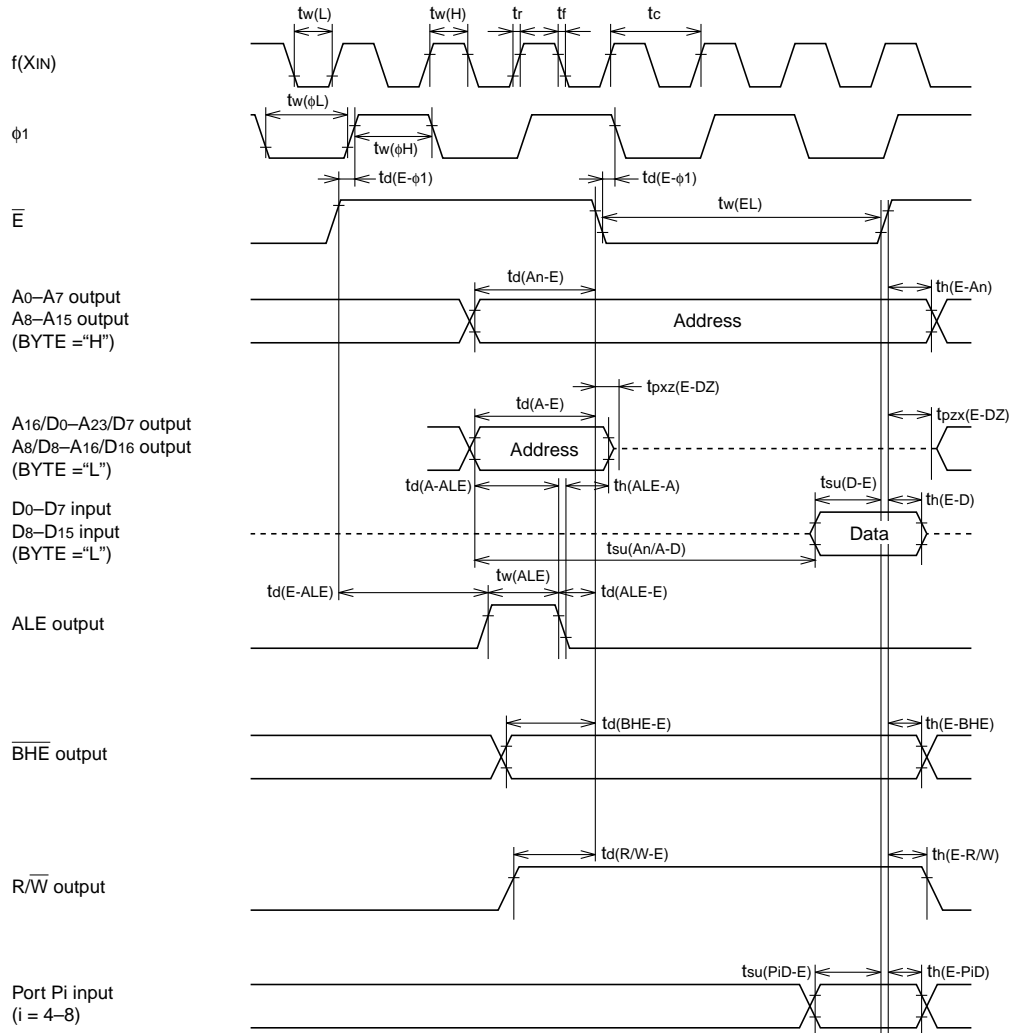 tw(L) tw(H) tr tf tc
f(XIN)
tw(ϕL)
ϕ1
tw(ϕH)
td(E-ϕ1) td(E-ϕ1)
tw(EL)
E
td(An-E)
th(E-An)
A0–A7 output
A8–A15 output
(BYTE =“H”)
Address
tpxz(E-DZ)
td(A-E)
tpzx(E-DZ)
A16/D0–A23/D7 output
A8/D8–A16/D16 output
(BYTE =“L”)
Address
td(A-ALE) th(ALE-A)
tsu(D-E)
th(E-D)
D0–D7 input
D8–D15 input
(BYTE =“L”)
Data
tsu(An/A-D)
tw(ALE)
td(E-ALE) td(ALE-E)
ALE output
td(BHE-E) th(E-BHE)
BHE output
td(R/W-E) th(E-R/W)
R/W output
tsu(PiD-E) th(E-PiD)
Port Pi input
(i = 4–8)